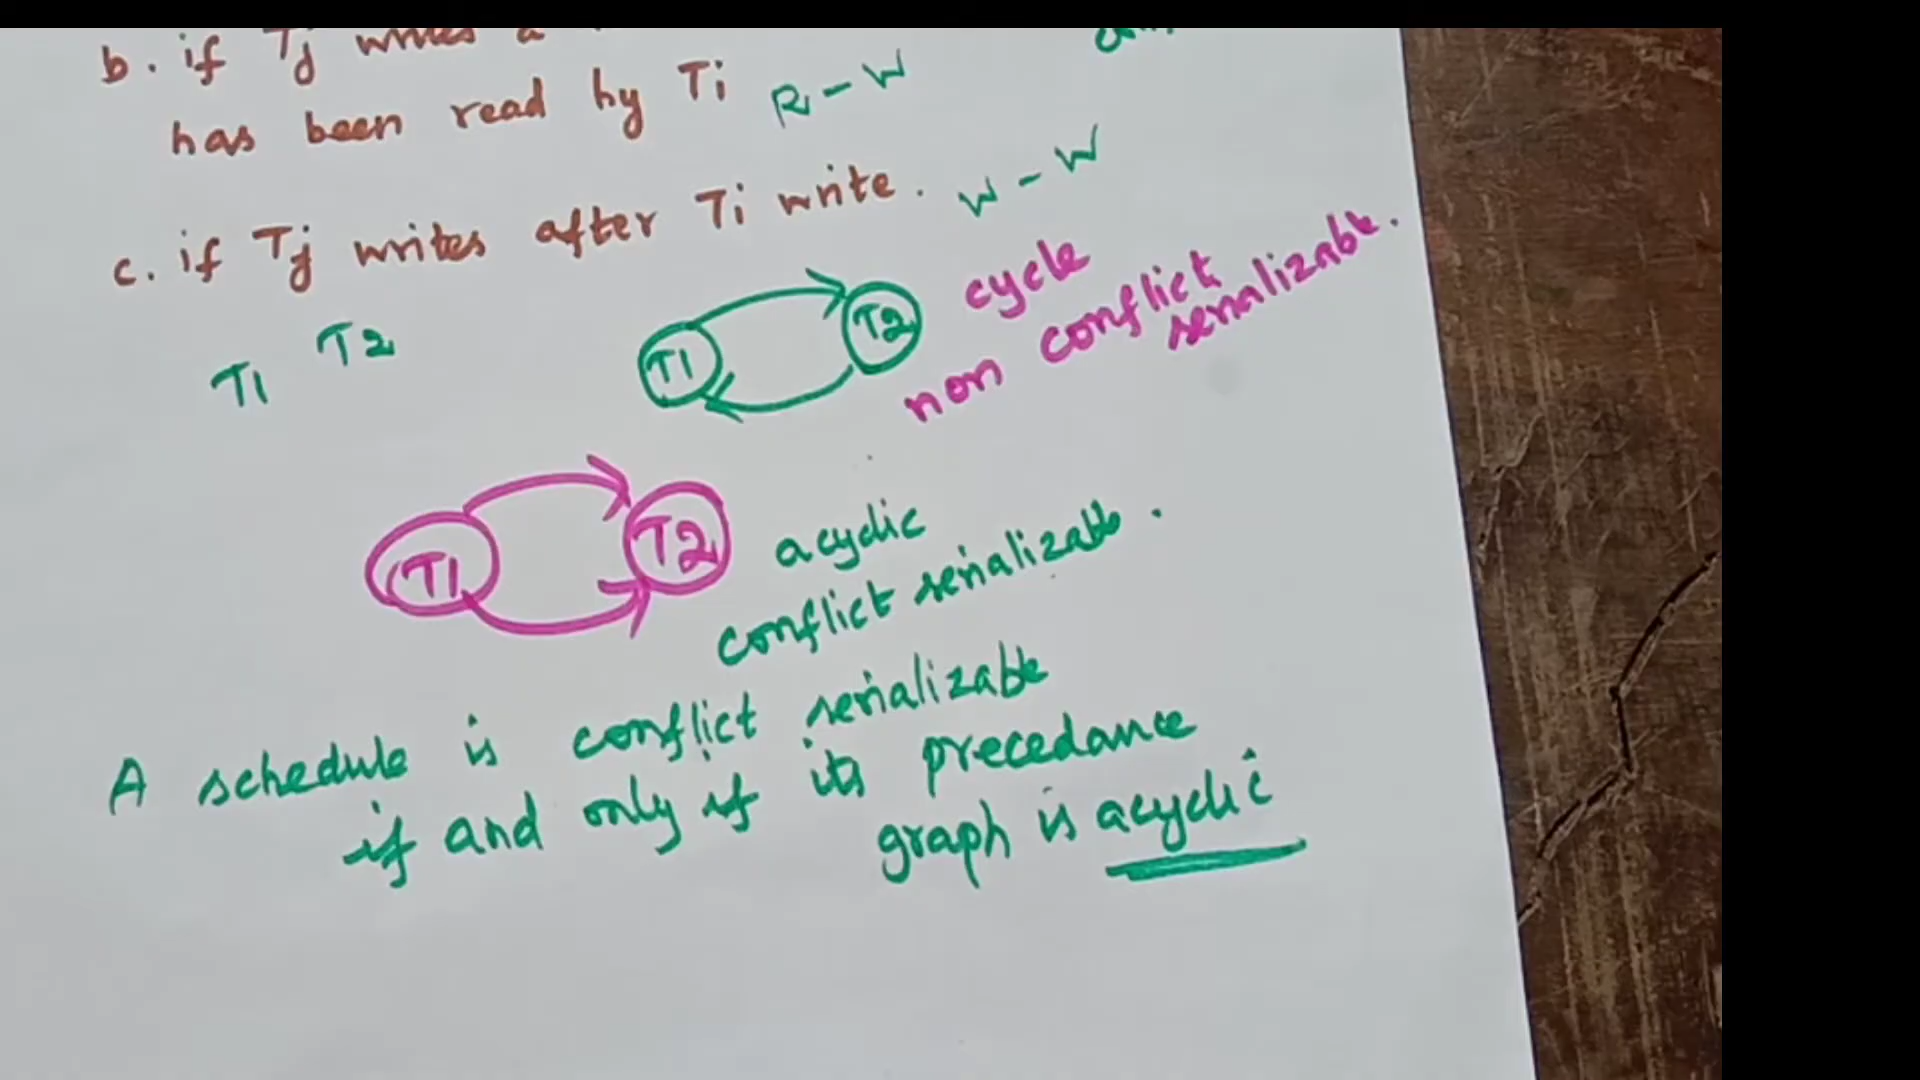 b. if Tj writes a
has been read by Ti R - W
c. if Tj writes after Ti write. W - W
T1 T2
T1 T2 cycle
non conflict
serializable.
T1 T2 acyclic
conflict serializable.
A schedule is conflict serializable
if and only if its precedance
graph is acyclic